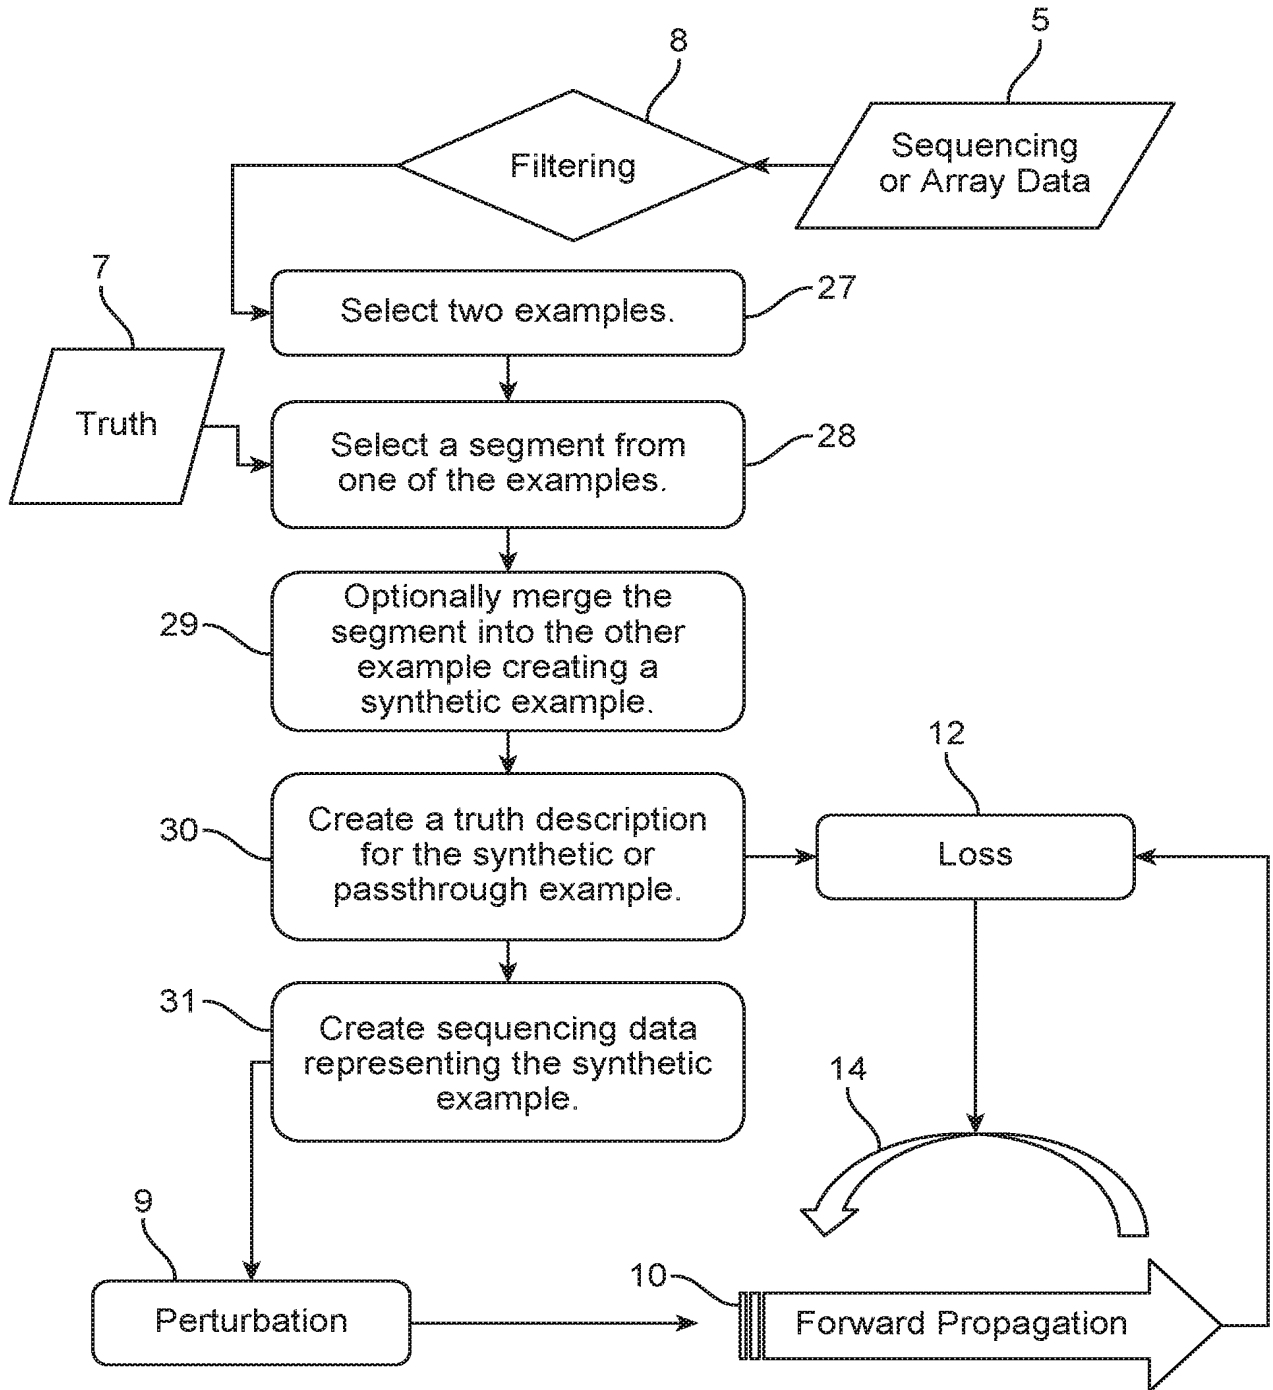 8
5
Filtering
Sequencing
or Array Data
7
Select two examples.
27
Truth
Select a segment from
one of the examples.
28
29
Optionally merge the
segment into the other
example creating a
synthetic example.
30
Create a truth description
for the synthetic or
passthrough example.
12
Loss
31
Create sequencing data
representing the synthetic
example.
14
9
Perturbation
10
Forward Propagation